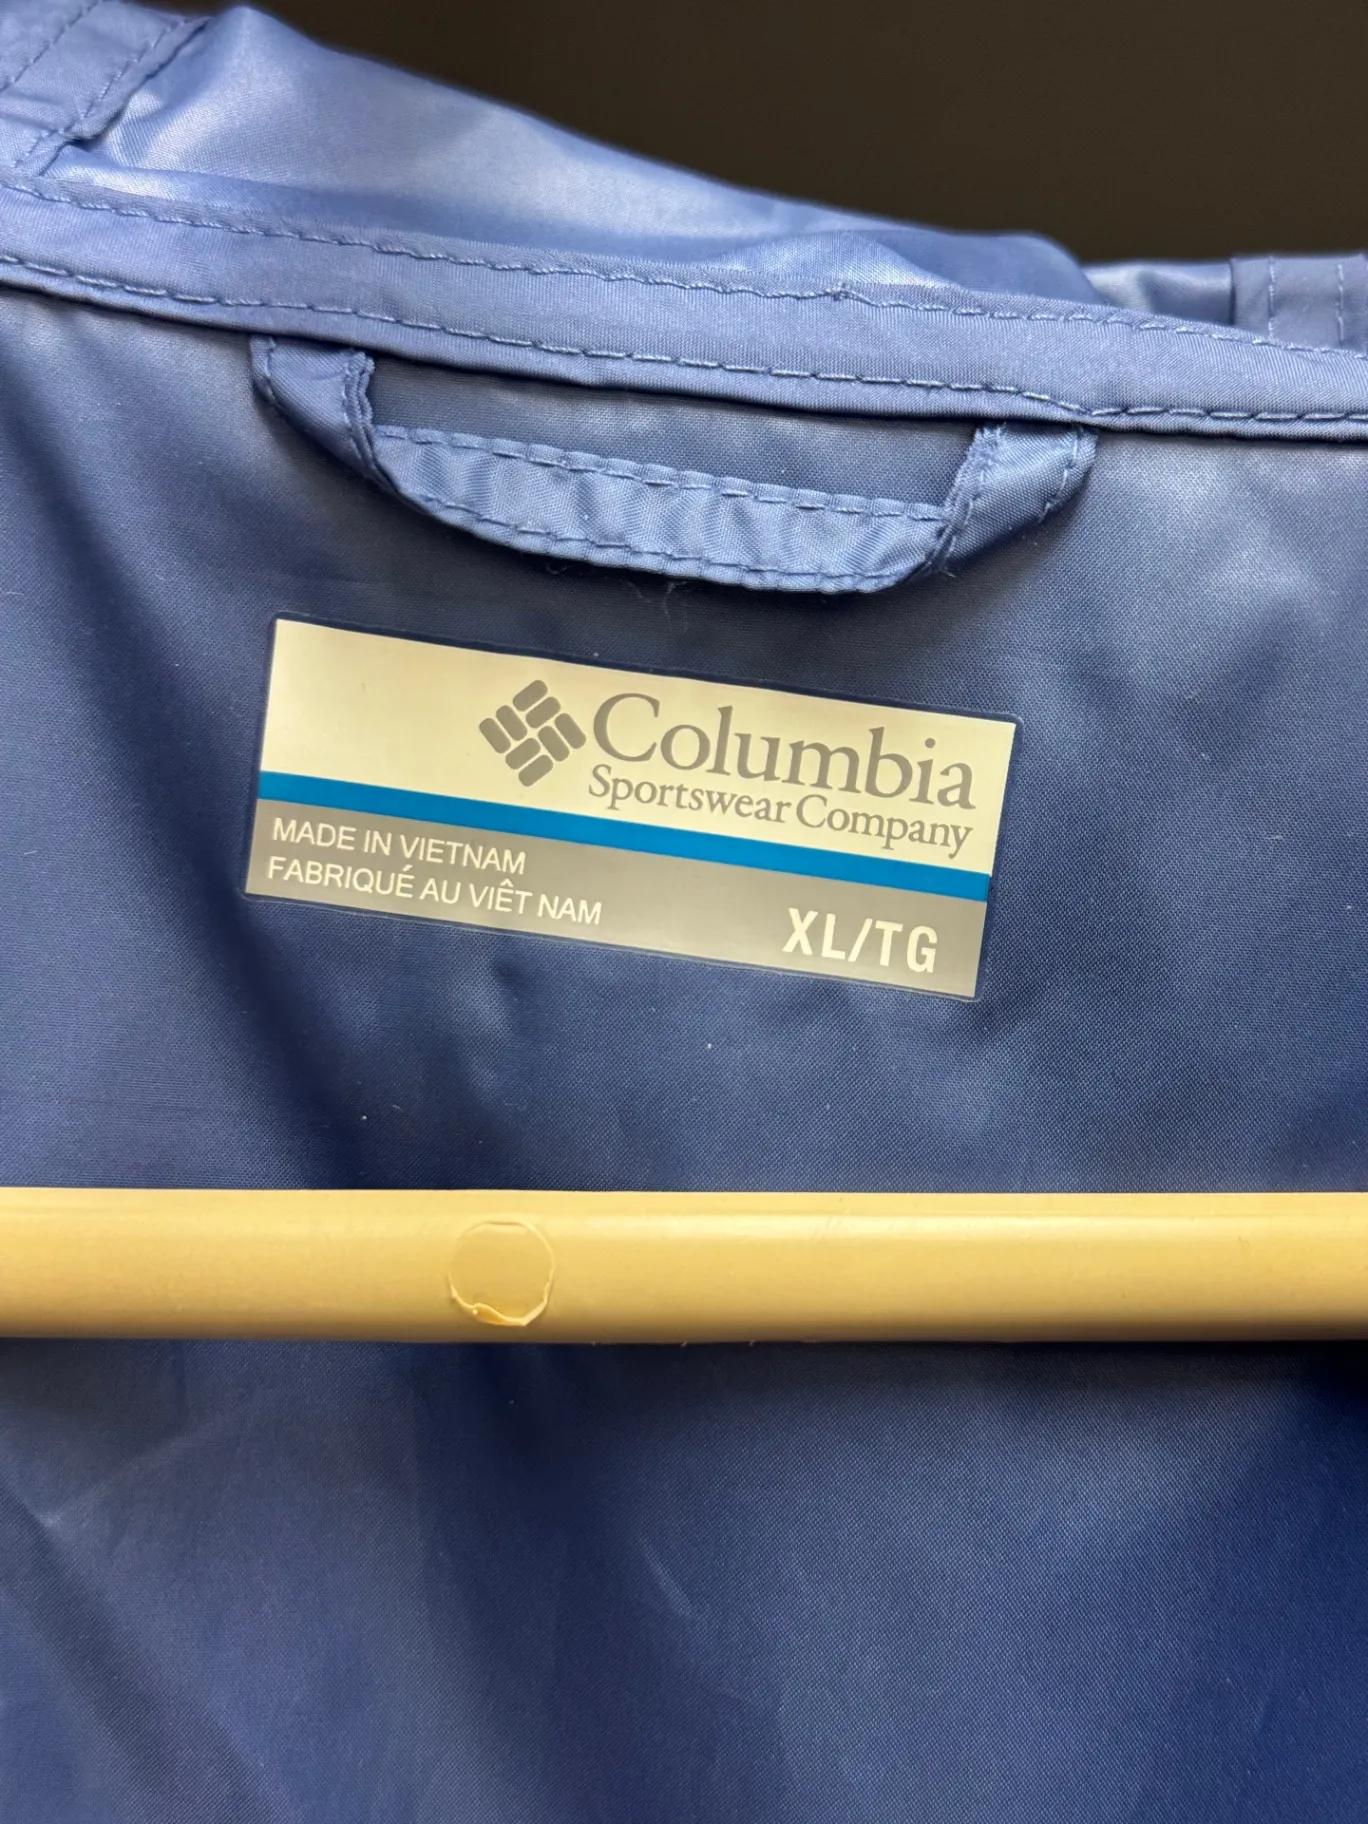 Columbia
Sportswear Company
MADE IN VIETNAM
FABRIQUÉ AU VIÊT NAM
XL/TG